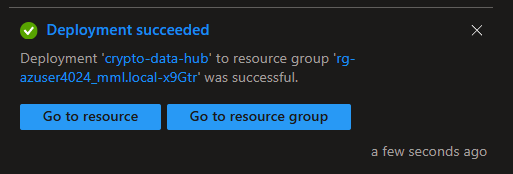 Deployment succeeded
Deployment 'crypto-data-hub' to resource group 'rg-
azuser4024_mml.local-x9Gtr' was successful.
Go to resource Go to resource group
a few seconds ago